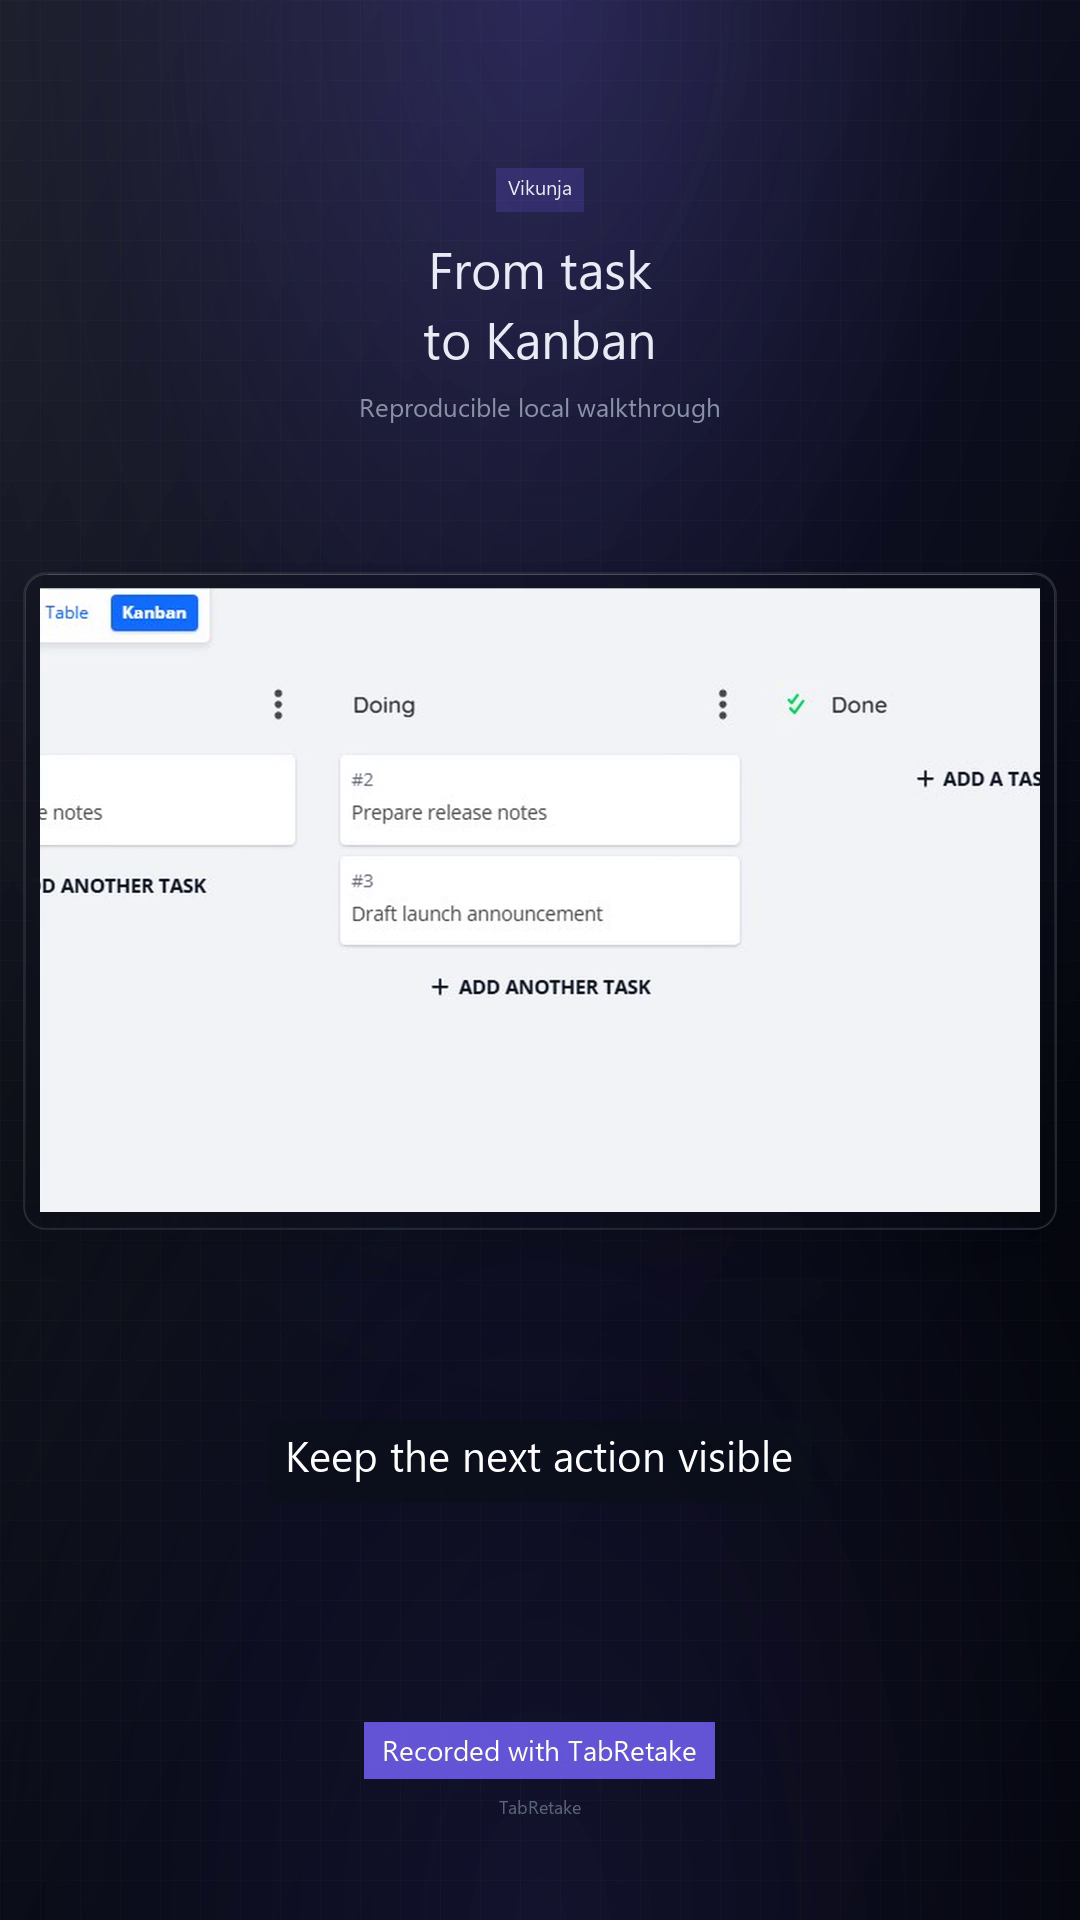 Vikunja
From task
to Kanban
Reproducible local walkthrough
Table Kanban
Doing
Done
e notes
D ANOTHER TASK
#2
Prepare release notes
#3
Draft launch announcement
+ ADD ANOTHER TASK
+ ADD A TAS
Keep the next action visible
Recorded with TabRetake
TabRetake